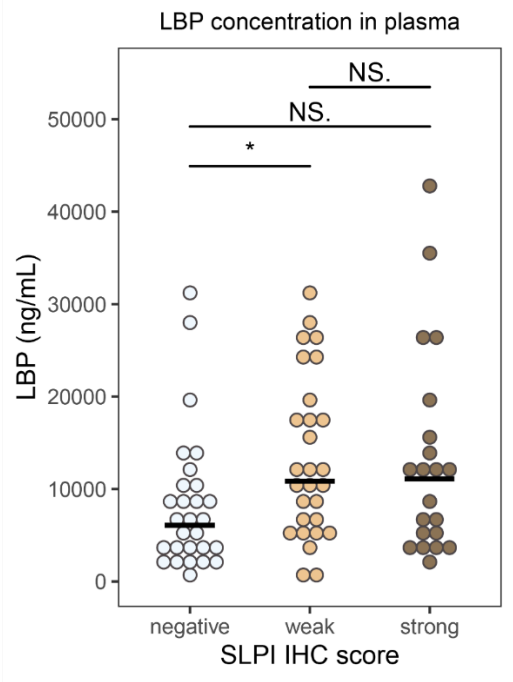 LBP concentration in plasma
NS.
NS.
*
50000
40000
30000
20000
10000
0
LBP (ng/mL)
negative weak strong
SLPI IHC score